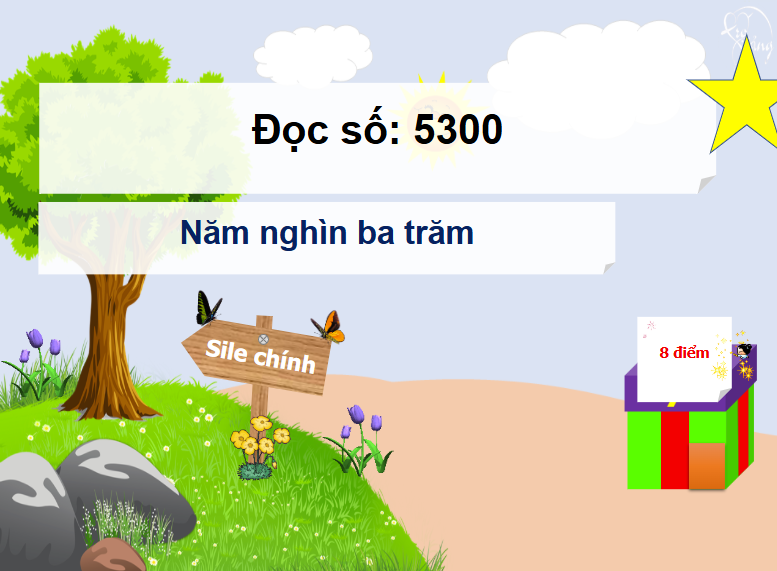 Đọc số: 5300
Năm nghìn ba trăm
Sile chính
8 điểm